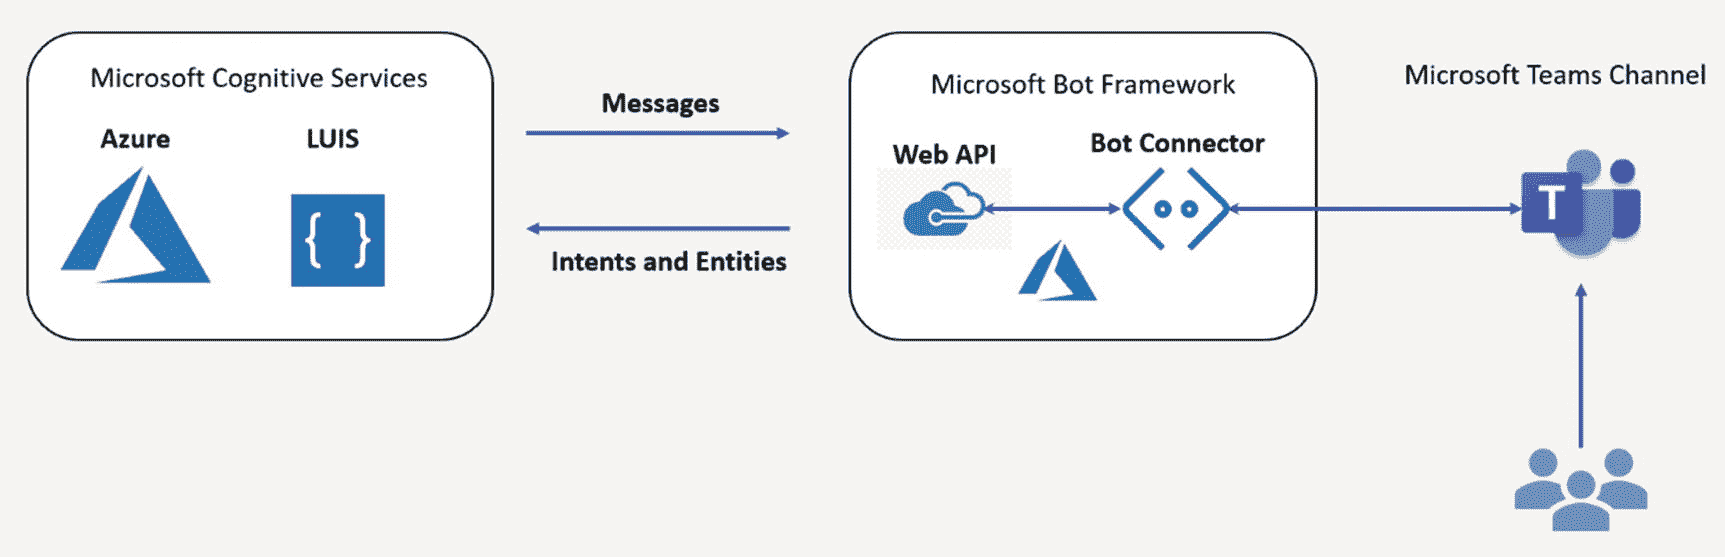 Microsoft Cognitive Services
Azure
LUIS
{ }
Messages
Intents and Entities
Microsoft Bot Framework
Web API
Bot Connector
Microsoft Teams Channel
T